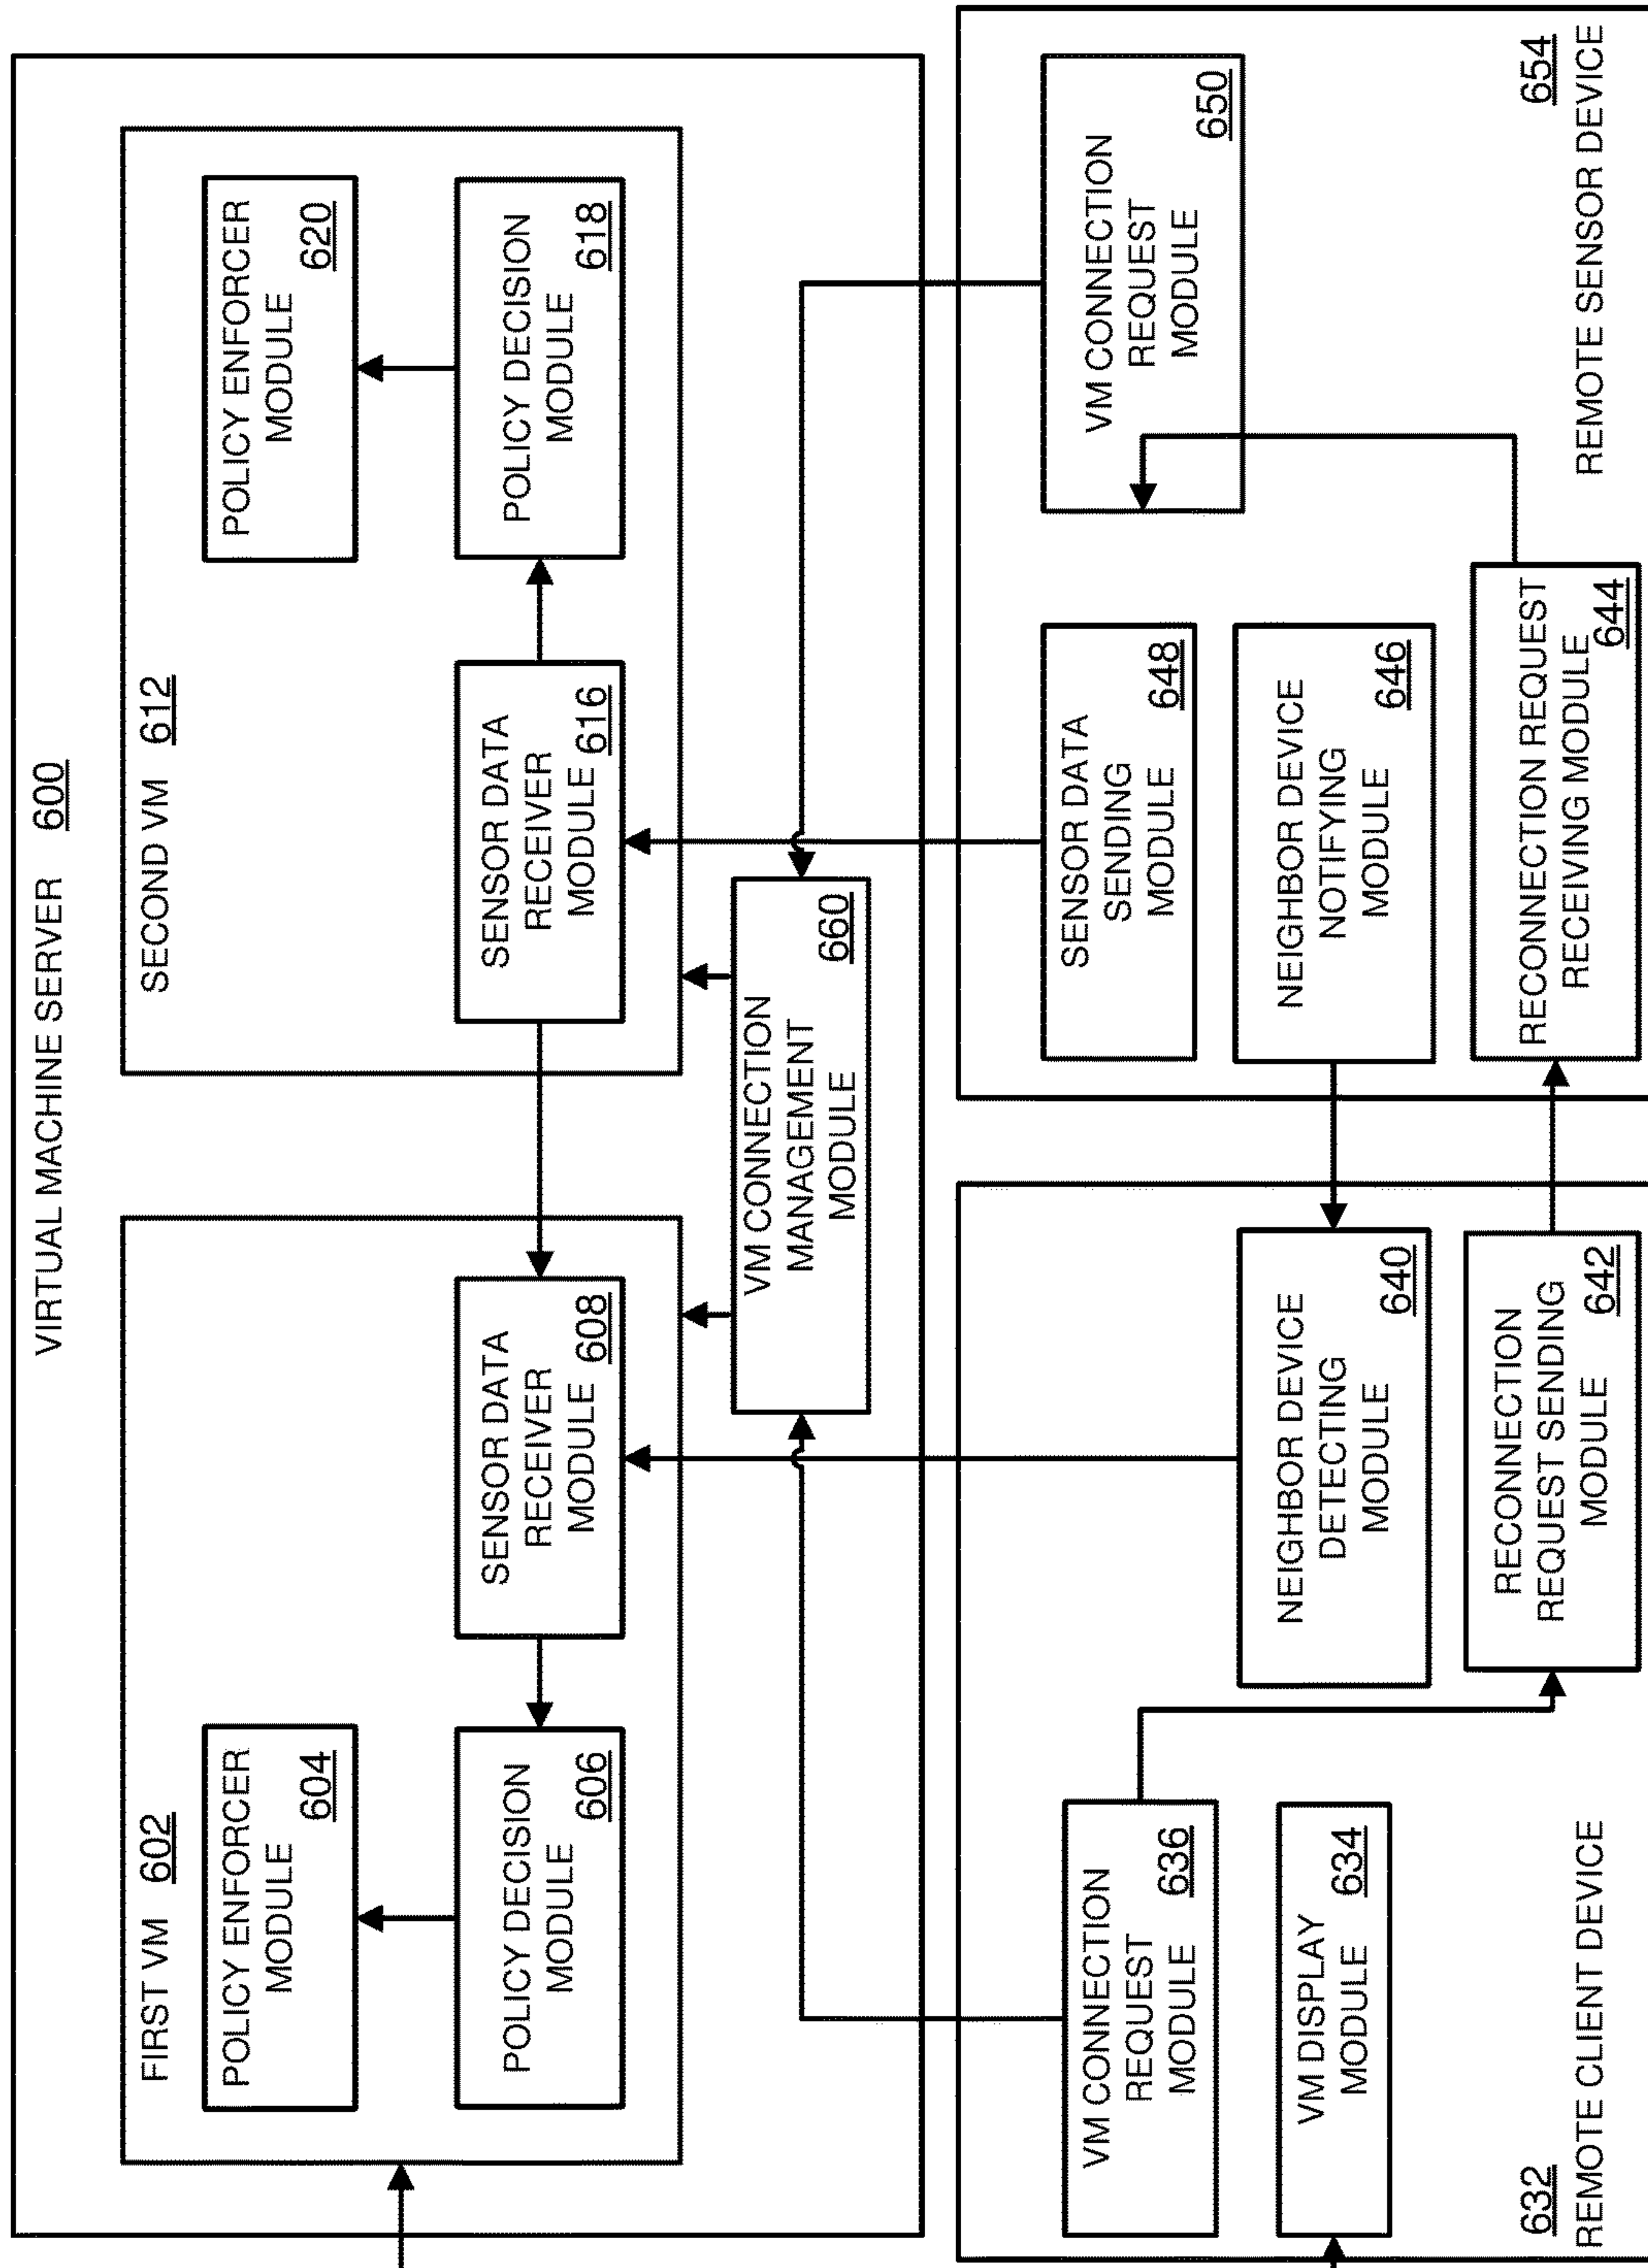 VIRTUAL MACHINE SERVER 600
FIRST VM 602
POLICY ENFORCER
MODULE
604
POLICY DECISION
MODULE
606
SENSOR DATA
RECEIVER
MODULE 608
SECOND VM 612
SENSOR DATA
RECEIVER
MODULE 616
POLICY ENFORCER
MODULE
620
POLICY DECISION
MODULE
618
VM CONNECTION
MANAGEMENT
MODULE
660
VM CONNECTION
REQUEST
MODULE
636
VM DISPLAY
MODULE
634
NEIGHBOR DEVICE
DETECTING
MODULE
640
RECONNECTION
REQUEST SENDING
MODULE
642
632
REMOTE CLIENT DEVICE
SENSOR DATA
SENDING
MODULE
648
NEIGHBOR DEVICE
NOTIFYING
MODULE
646
RECONNECTION REQUEST
RECEIVING MODULE
644
VM CONNECTION
REQUEST
MODULE
650
654
REMOTE SENSOR DEVICE